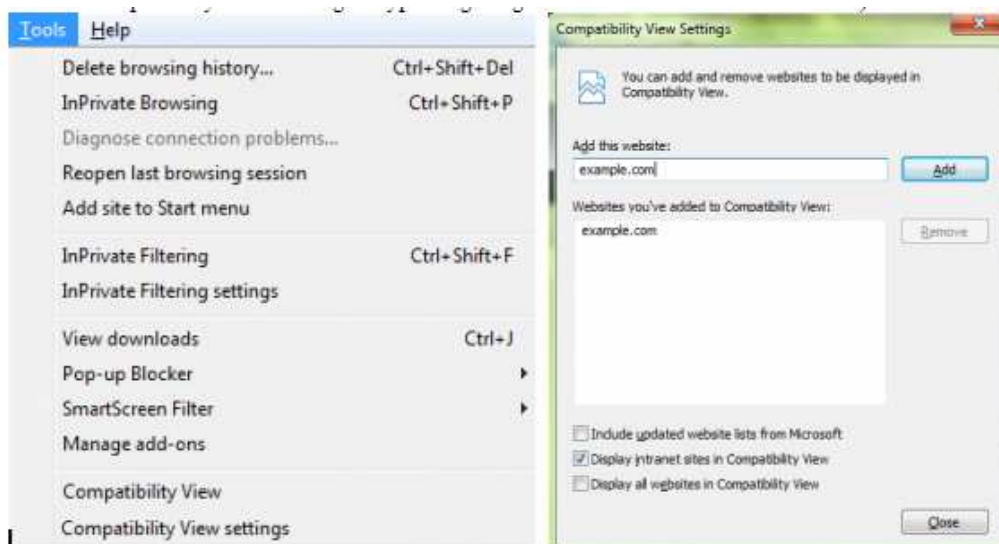 Tools Help
Delete browsing history... Ctrl+Shift+Del
InPrivate Browsing Ctrl+Shift+P
Diagnose connection problems...
Reopen last browsing session
Add site to Start menu
InPrivate Filtering Ctrl+Shift+F
InPrivate Filtering settings
View downloads Ctrl+J
Pop-up Blocker
SmartScreen Filter
Manage add-ons
Compatibility View
Compatibility View settings
Compatibility View Settings
You can add and remove websites to be displayed in
Compatibility View.
Add this website:
example.com Add
Websites you've added to Compatibility View:
example.com Remove
Include updated website lists from Microsoft
Display intranet sites in Compatibility View
Display all websites in Compatibility View
Close